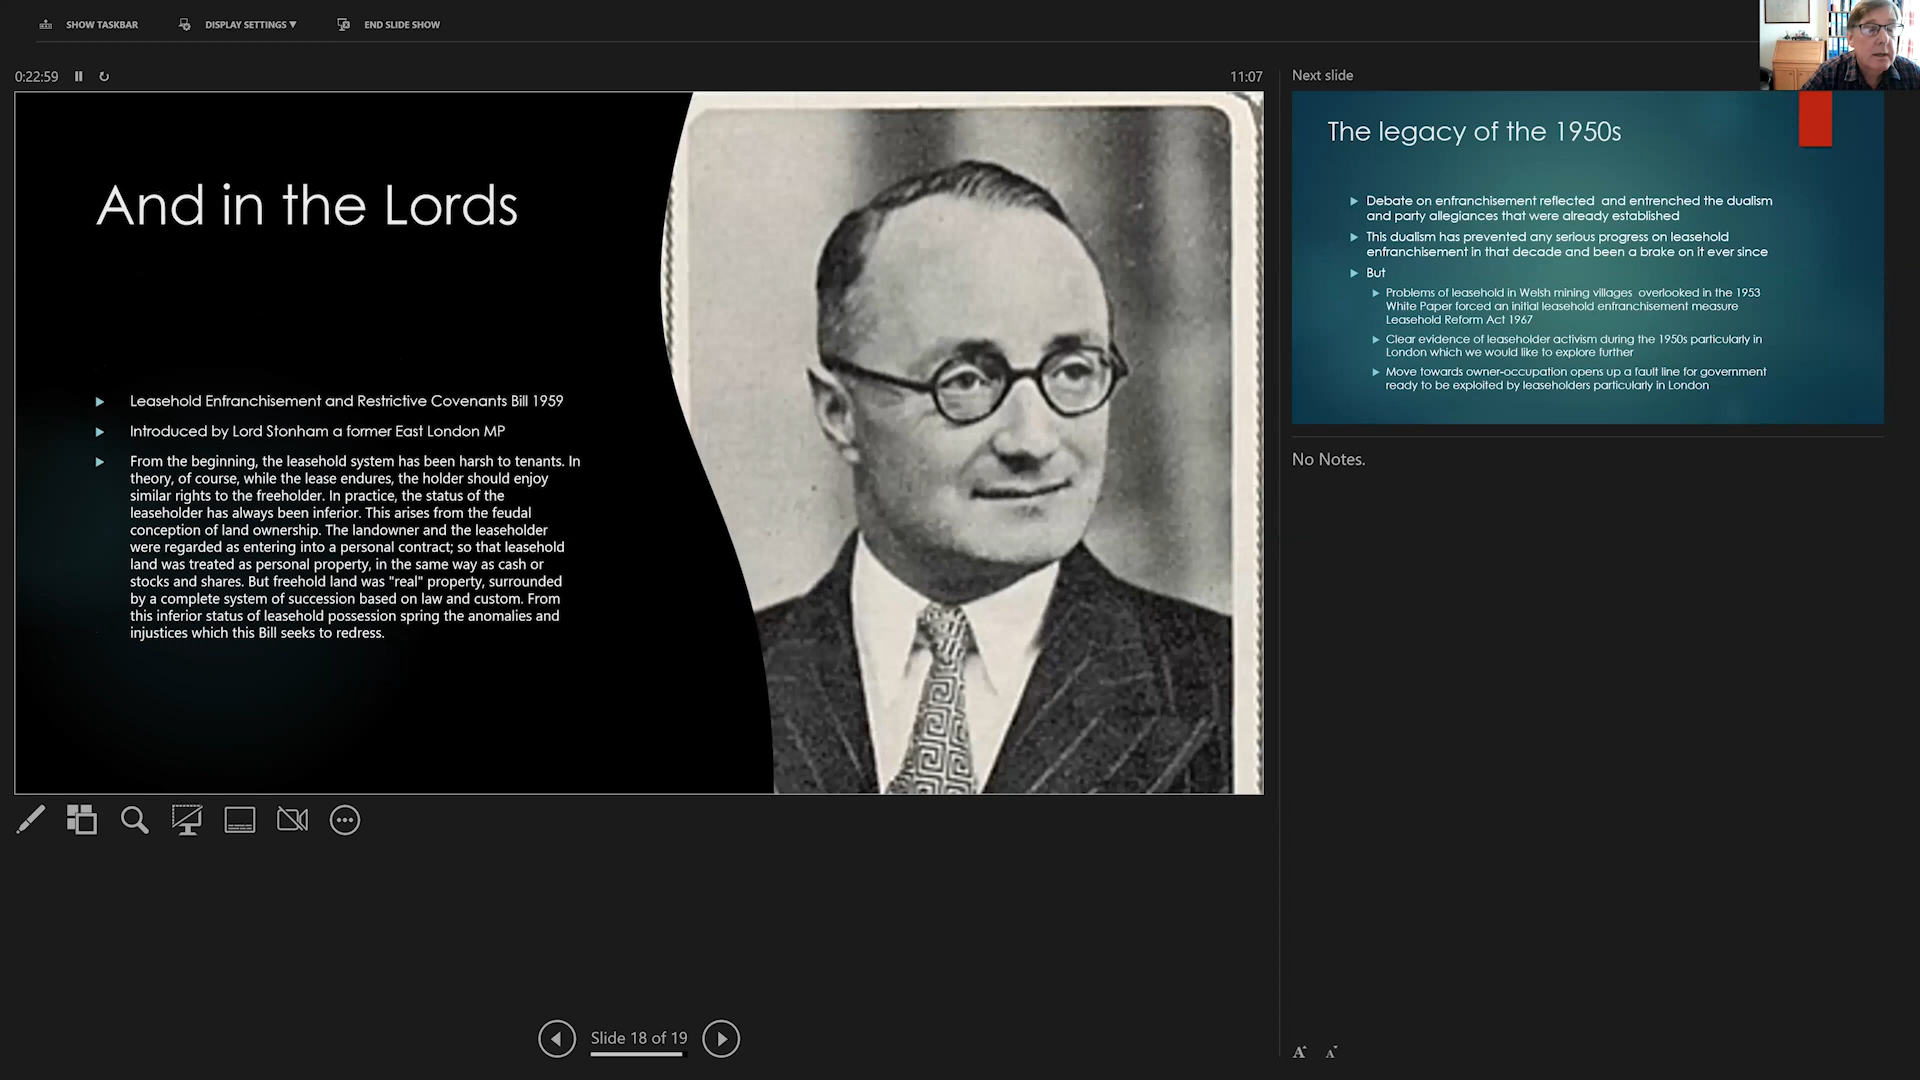 SHOW TASKBAR
DISPLAY SETTINGS ▼
END SLIDE SHOW
0:22:59
11:07
And in the Lords
Leasehold Enfranchisement and Restrictive Covenants Bill 1959
Introduced by Lord Stonham a former East London MP
From the beginning, the leasehold system has been harsh to tenants. In
theory, of course, while the lease endures, the holder should enjoy
similar rights to the freeholder. In practice, the status of the
leaseholder has always been inferior. This arises from the feudal
conception of land ownership. The landowner and the leaseholder
were regarded as entering into a personal contract; so that leasehold
land was treated as personal property, in the same way as cash or
stocks and shares. But freehold land was "real" property, surrounded
by a complete system of succession based on law and custom. From
this inferior status of leasehold possession spring the anomalies and
injustices which this Bill seeks to redress.
Next slide
The legacy of the 1950s
Debate on enfranchisement reflected and entrenched the dualism
and party allegiances that were already established
This dualism has prevented any serious progress on leasehold
enfranchisement in that decade and been a brake on it ever since
But
Problems of leasehold in Welsh mining villages overlooked in the 1953
White Paper forced an initial leasehold enfranchisement measure
Leasehold Reform Act 1967
Clear evidence of leaseholder activism during the 1950s particularly in
London which we would like to explore further
Move towards owner-occupation opens up a fault line for government
ready to be exploited by leaseholders particularly in London
No Notes.
Slide 18 of 19
A A